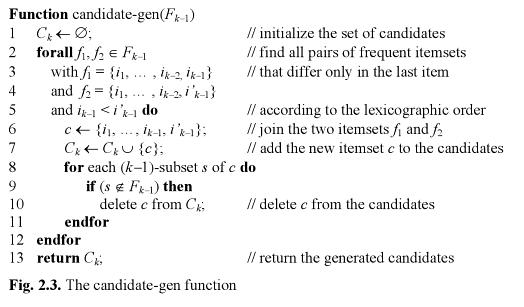 Function candidate-gen(Fₖ₋₁)
1 Cₖ ← ∅; // initialize the set of candidates
2 forall f₁, f₂ ∈ Fₖ₋₁ // find all pairs of frequent itemsets
3 with f₁ = {i₁, … , iₖ₋₂, iₖ₋₁} // that differ only in the last item
4 and f₂ = {i₁, … , iₖ₋₂, i'ₖ₋₁}
5 and iₖ₋₁ < i'ₖ₋₁ do // according to the lexicographic order
6 c ← {i₁, …, iₖ₋₁, i'ₖ₋₁}; // join the two itemsets f₁ and f₂
7 Cₖ ← Cₖ ∪ {c}; // add the new itemset c to the candidates
8 for each (k–1)-subset s of c do
9 if (s ∉ Fₖ₋₁) then
10 delete c from Cₖ; // delete c from the candidates
11 endfor
12 endfor
13 return Cₖ; // return the generated candidates
Fig. 2.3. The candidate-gen function